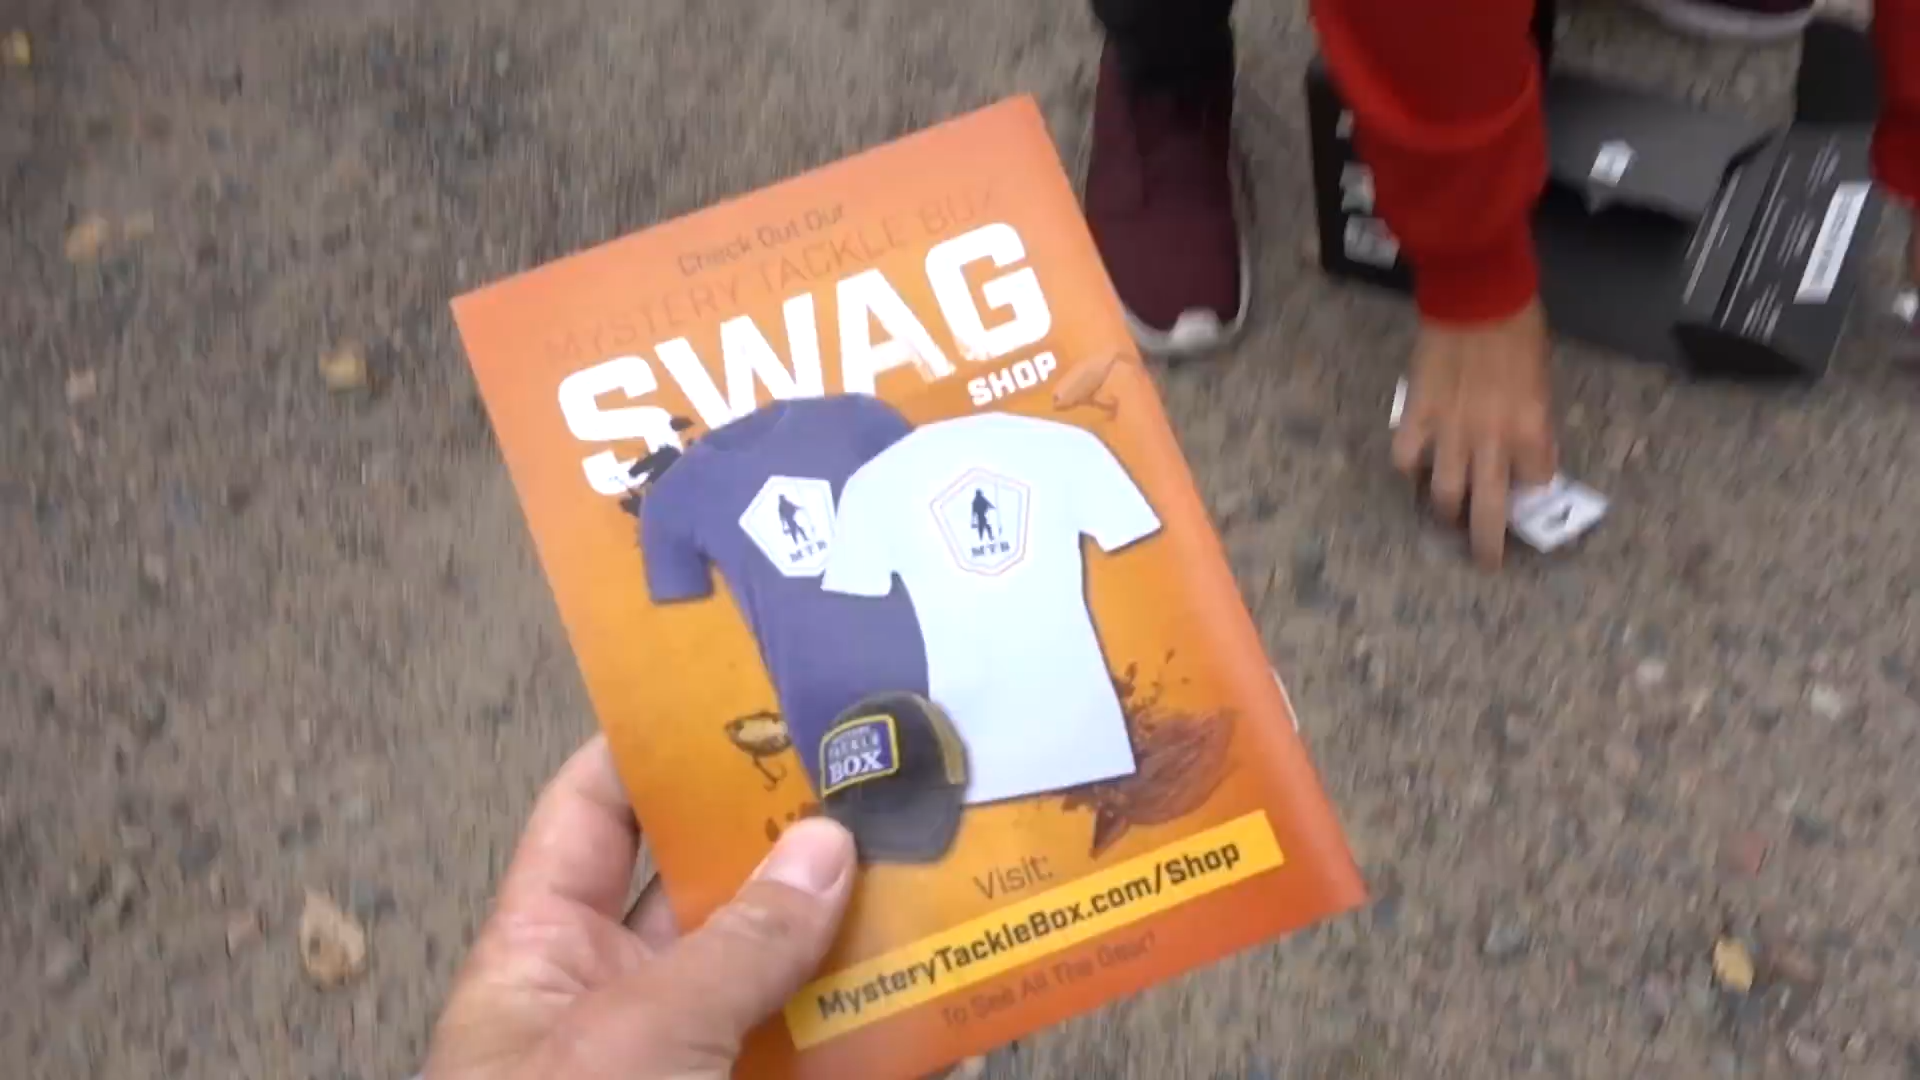 Check Out Our
MYSTERY TACKLE BOX
SWAG
SHOP
MTB
MTB
TACKLE
BOX
Visit:
MysteryTackleBox.com/Shop
To See All The Gear!